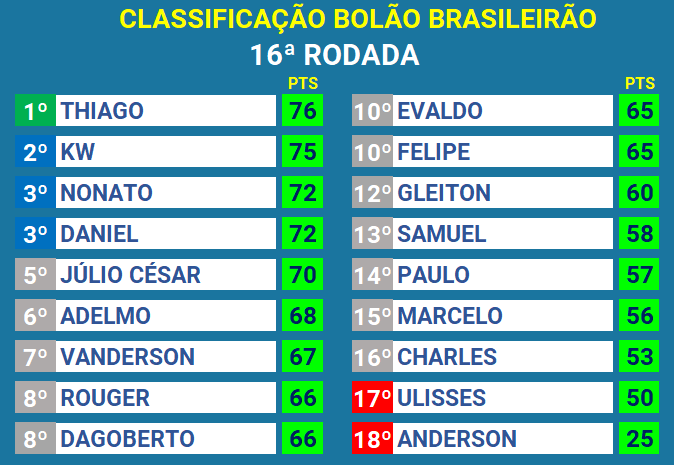 CLASSIFICAÇÃO BOLÃO BRASILEIRÃO
16ª RODADA
PTS
1º THIAGO 76
2º KW 75
3º NONATO 72
3º DANIEL 72
5º JÚLIO CÉSAR 70
6º ADELMO 68
7º VANDERSON 67
8º ROUGER 66
8º DAGOBERTO 66
PTS
10º EVALDO 65
10º FELIPE 65
12º GLEITON 60
13º SAMUEL 58
14º PAULO 57
15º MARCELO 56
16º CHARLES 53
17º ULISSES 50
18º ANDERSON 25